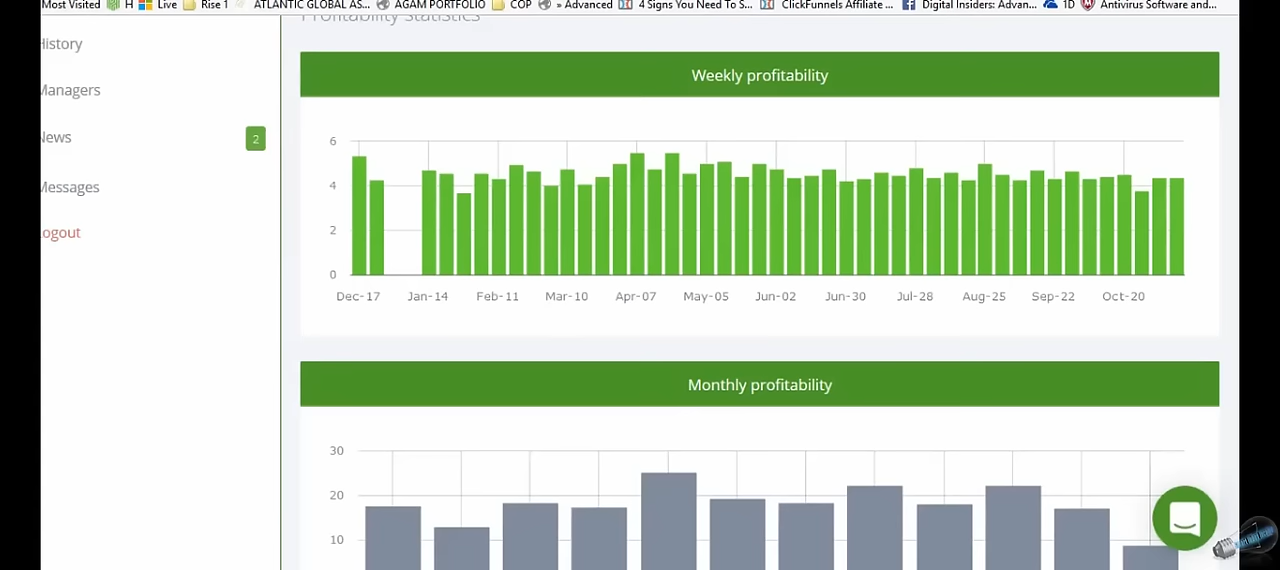 Most Visited H Live Rise 1 ATLANTIC GLOBAL AS... AGAM PORTFOLIO COP » Advanced 4 Signs You Need To S... ClickFunnels Affiliate ... Digital Insiders: Advan... 1D Antivirus Software and...
Profitability Statistics
History
Managers
News 2
Messages
ogout
Weekly profitability
6
4
2
0
Dec-17 Jan-14 Feb-11 Mar-10 Apr-07 May-05 Jun-02 Jun-30 Jul-28 Aug-25 Sep-22 Oct-20
Monthly profitability
30
20
10